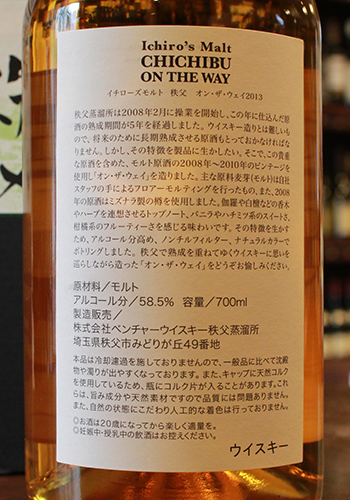 Ichiro's Malt
CHICHIBU
ON THE WAY
イチローズモルト 秩父 オン・ザ・ウェイ2013
秩父蒸溜所は2008年2月に操業を開始し、この年に仕込んだ原
酒の熟成期間が5年を経過しました。ウイスキー造りとは難しいも
ので、将来のために長期熟成させる原酒もとっておかなければな
りません。しかし、その特徴を製品に生かしたい。そこで、この貴重
な原酒を含めた、モルト原酒の2008年～2010年のビンテージを
使用し「オン・ザ・ウェイ」を造りました。主な原料麦芽(モルト)は自社
スタッフの手によるフロアーモルティングを行ったもの、また、2008
年の原酒はミズナラ製の樽を使用しました。伽羅や白檀などの香木
やハーブを連想させるトップノート、バニラやハチミツ系のスイートさ、
柑橘系のフルーティーさを感じる味わいです。その特徴を生かす
ため、アルコール分高め、ノンチルフィルター、ナチュラルカラーで
ボトリングしました。秩父で熟成を重ねてゆくウイスキーに思いを
巡らしながら造った「オン・ザ・ウェイ」をどうぞお愉しみください。
原材料／モルト
アルコール分／58.5% 容量／700ml
製造販売／
株式会社ベンチャーウイスキー秩父蒸溜所
埼玉県秩父市みどりが丘49番地
本品は冷却濾過を施しておりませんので、一般品に比べて沈殿
物や濁りが出やすくなっております。また、キャップに天然コルク
を使用しているため、瓶にコルク片が入ることがあります。これ
らは、旨み成分や天然素材ですので品質には問題ありません。
また、自然の状態にこだわり人工的な着色は行っておりません。
◎お酒は20歳になってから楽しく適量を。
◎妊娠中・授乳中の飲酒はお控えください。
ウイスキー